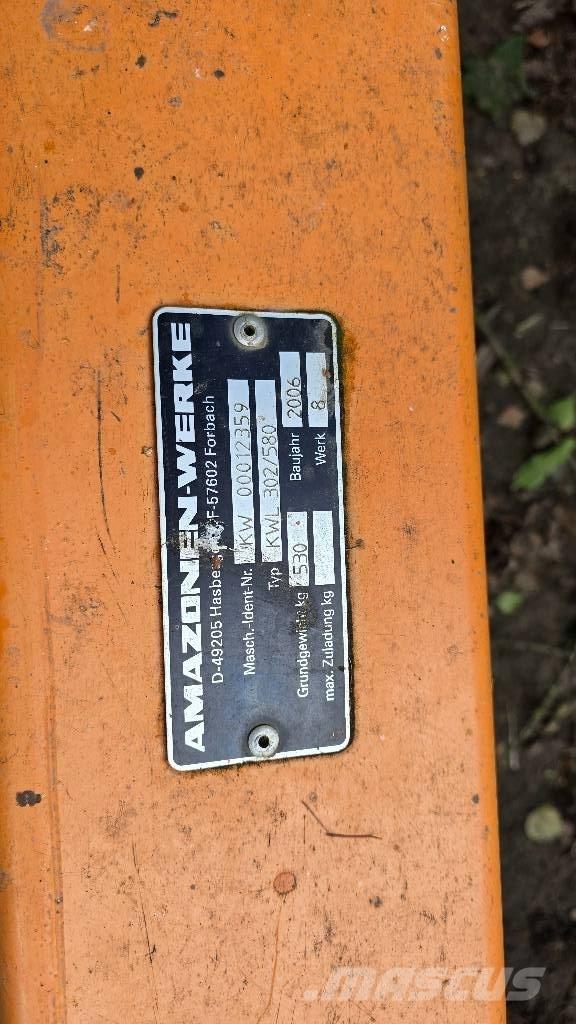 AMAZONEN-WERKE
D-49205 F-57602 Forbach
Masch.-Ident-Nr. KW 00012359
Typ KWL 302/580
Grundgewicht kg 530 Baujahr 2006
max. Zuladung kg Werk 8
mascus